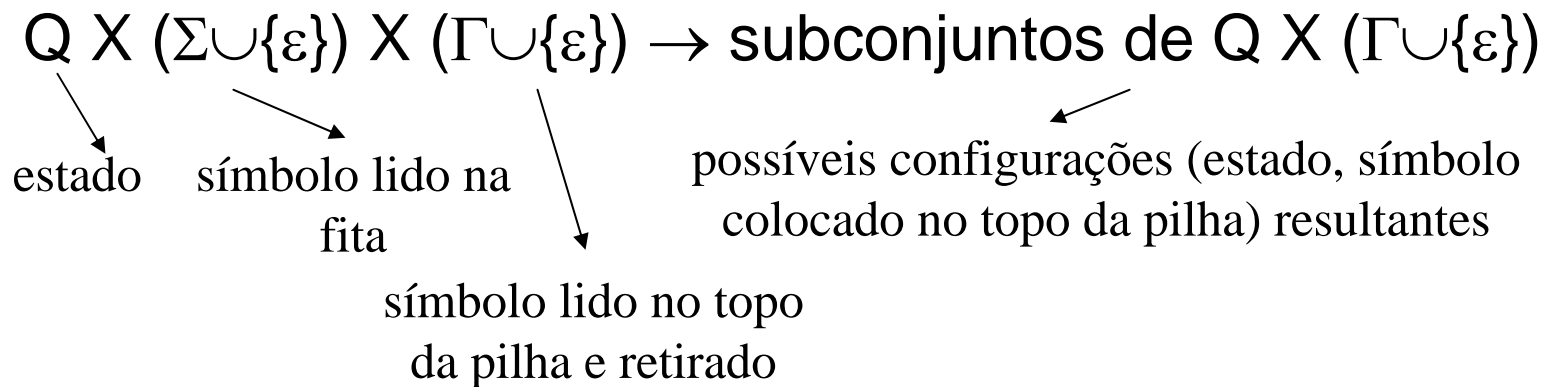 Q X (Σ∪{ε}) X (Γ∪{ε}) → subconjuntos de Q X (Γ∪{ε})
estado
símbolo lido na
fita
símbolo lido no topo
da pilha e retirado
possíveis configurações (estado, símbolo
colocado no topo da pilha) resultantes